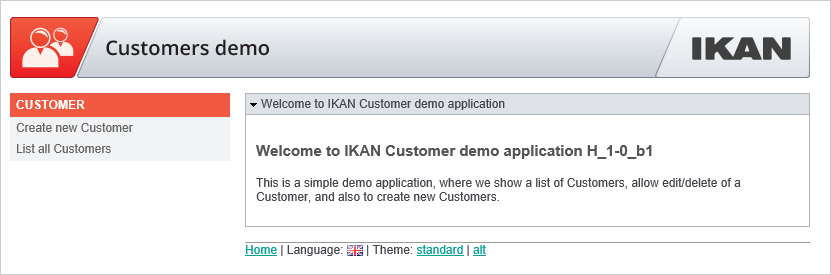 Customers demo
IKAN
CUSTOMER
Create new Customer
List all Customers
Welcome to IKAN Customer demo application
Welcome to IKAN Customer demo application H_1-0_b1
This is a simple demo application, where we show a list of Customers, allow edit/delete of a
Customer, and also to create new Customers.
Home | Language: | Theme: standard | alt